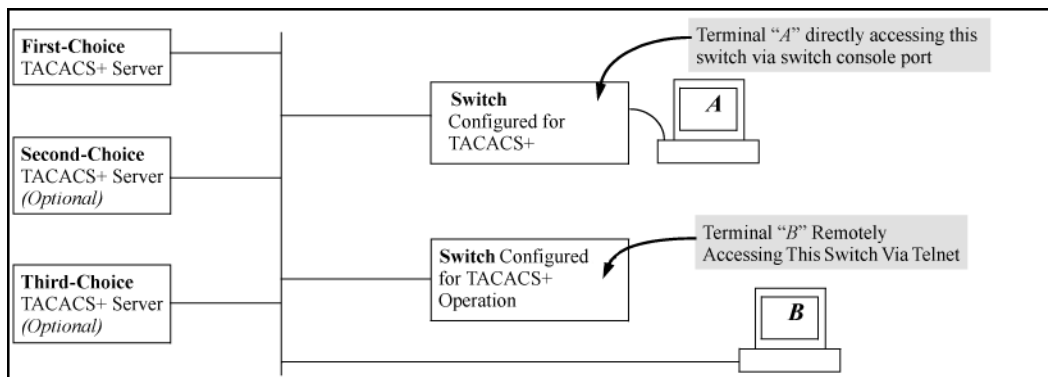 First-Choice
TACACS+ Server
Second-Choice
TACACS+ Server
(Optional)
Third-Choice
TACACS+ Server
(Optional)
Switch
Configured for
TACACS+
Terminal “A” directly accessing this
switch via switch console port
A
Switch Configured
for TACACS+
Operation
Terminal “B” Remotely
Accessing This Switch Via Telnet
B